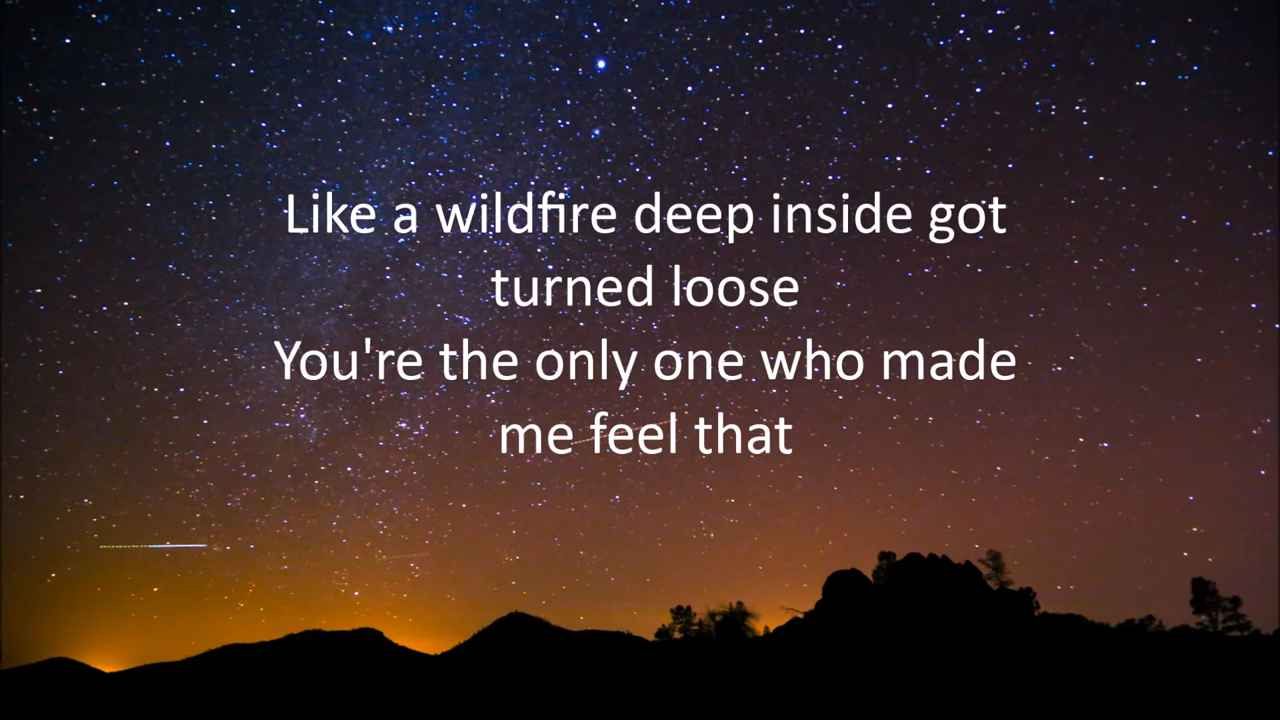 Like a wildfire deep inside got
turned loose
You're the only one who made
me feel that